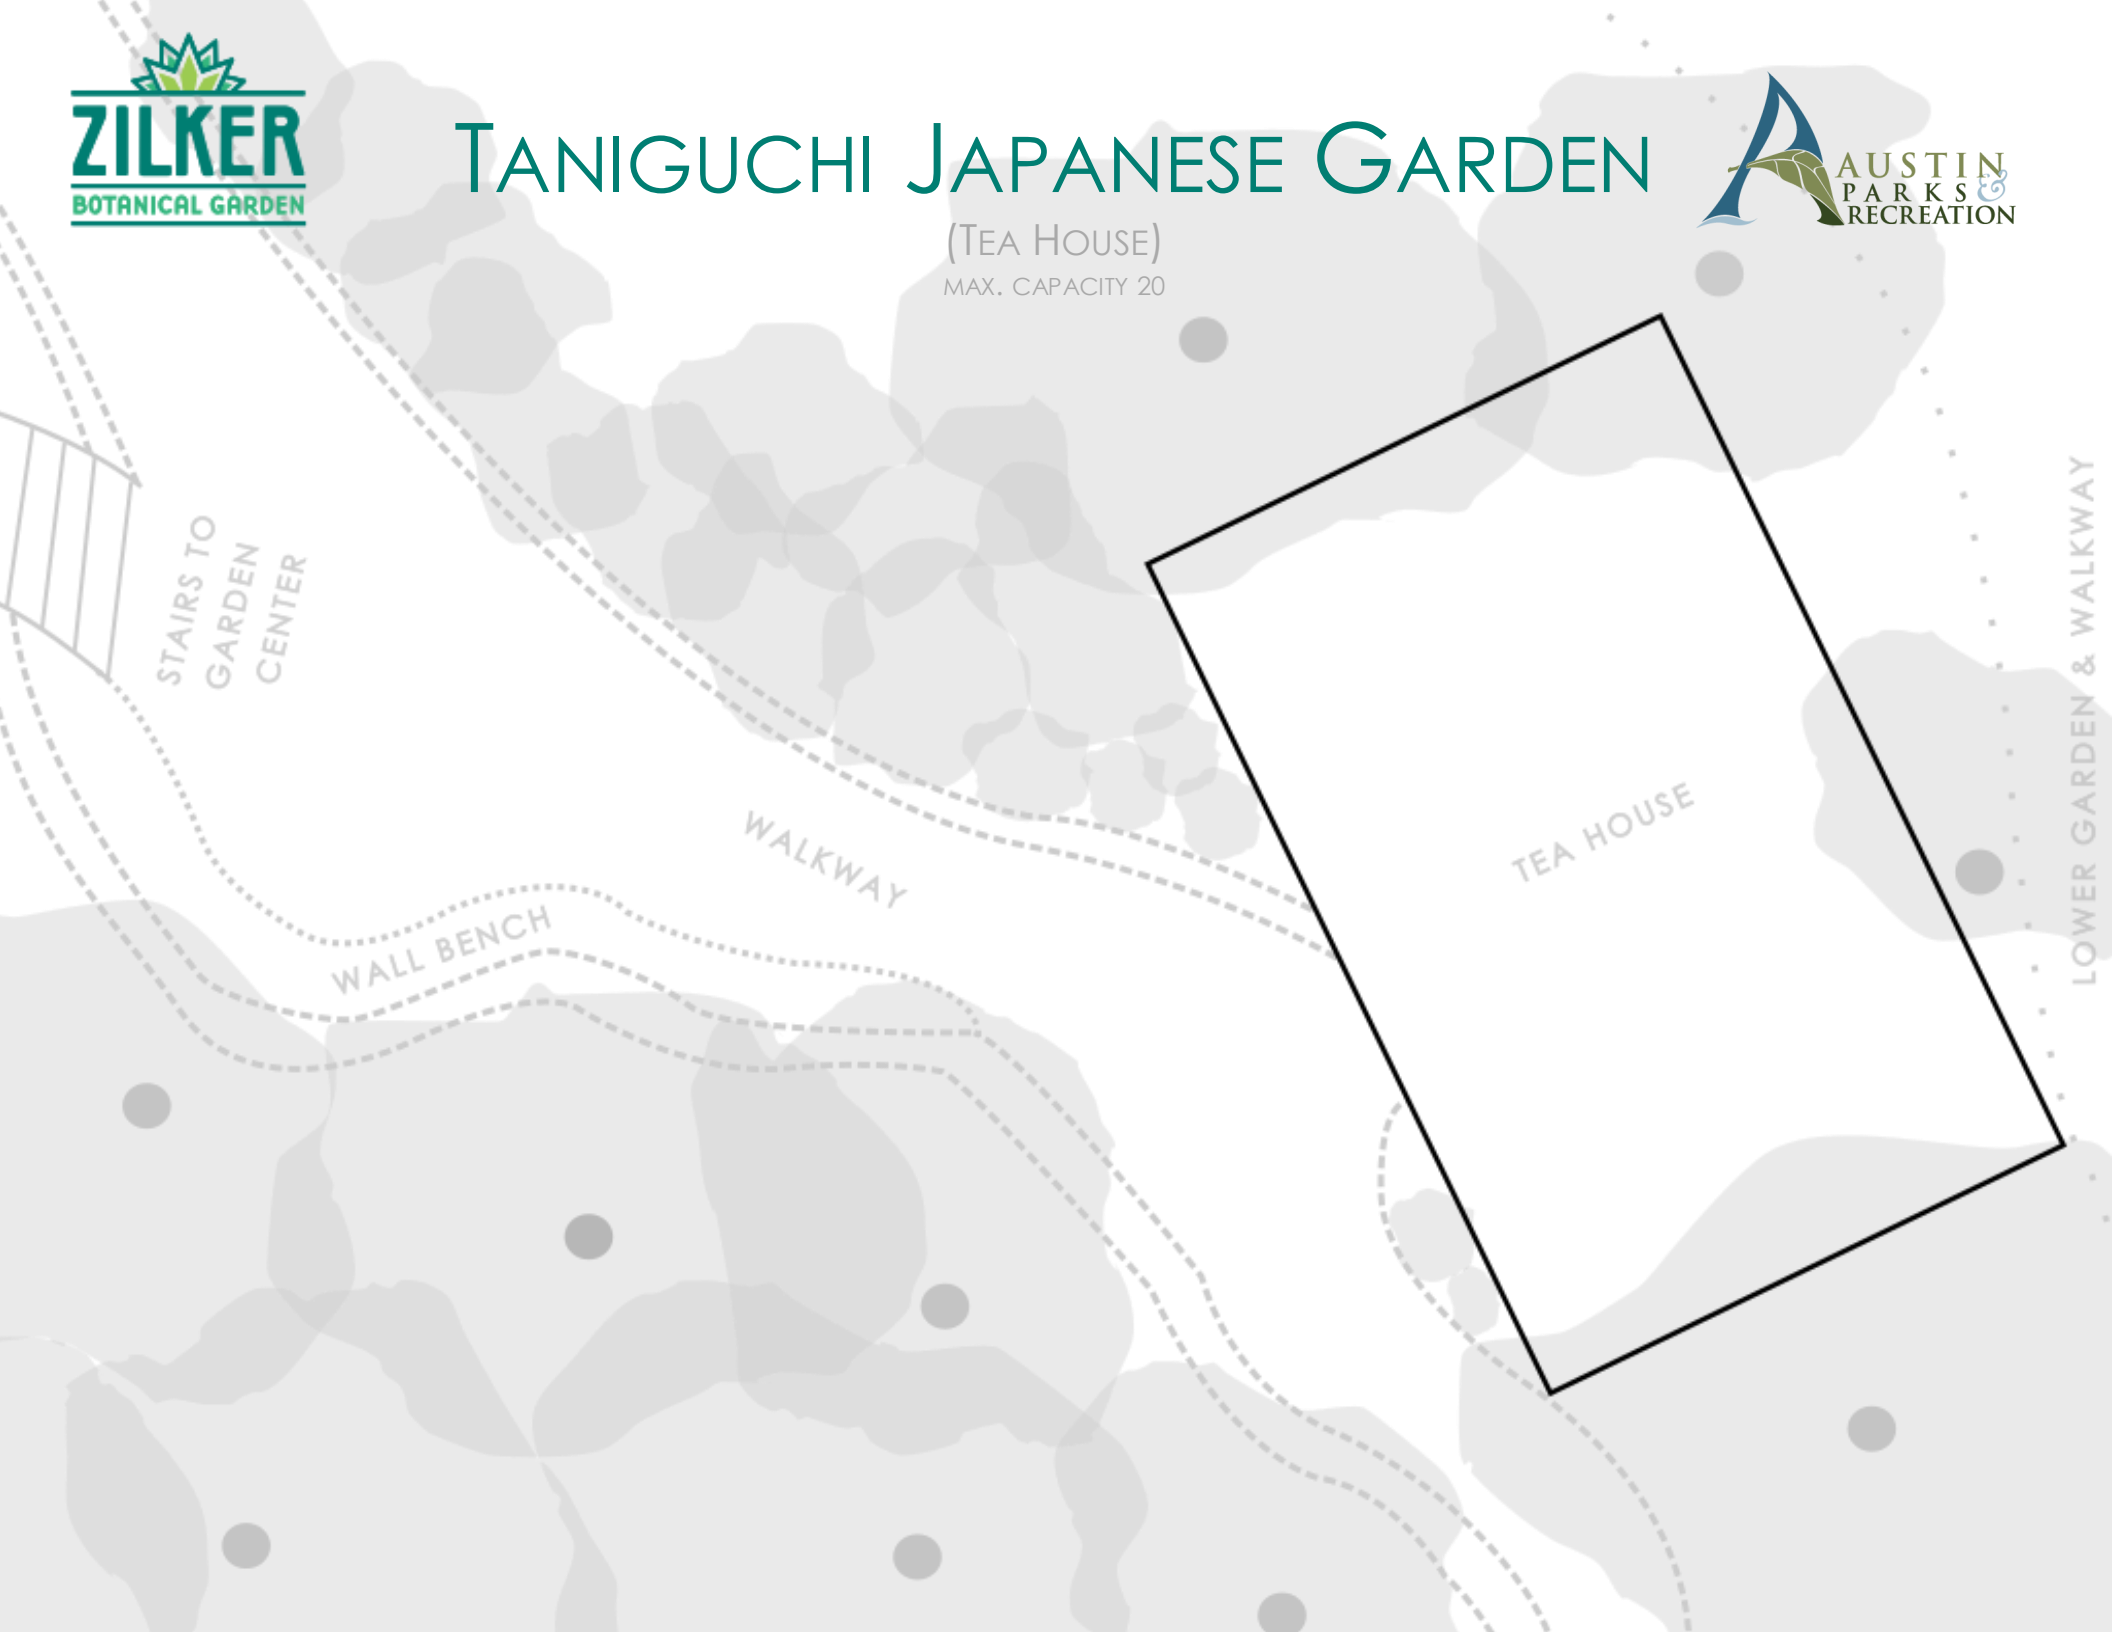 ZILKER
BOTANICAL GARDEN
TANIGUCHI JAPANESE GARDEN
(TEA HOUSE)
MAX. CAPACITY 20
AUSTIN
PARKS &
RECREATION
STAIRS TO
GARDEN
CENTER
WALL BENCH
WALKWAY
TEA HOUSE
LOWER GARDEN & WALKWAY